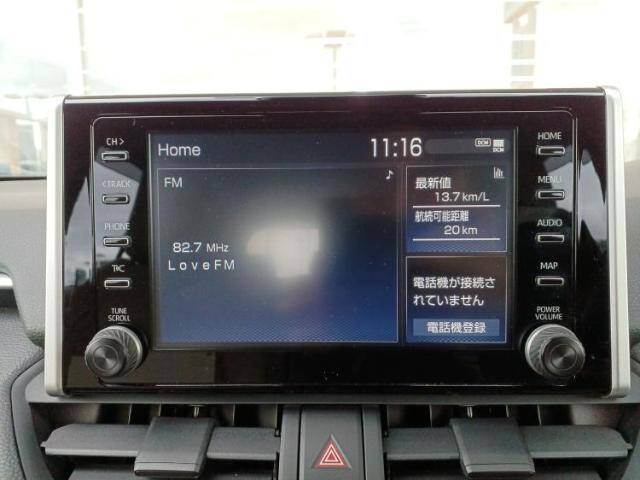 CH >
< TRACK
PHONE
TRC
TUNE
SCROLL
Home
11:16
DCM
DCM
FM
82.7 MHz
LoveFM
最新値
13.7 km/L
航続可能距離
20 km
電話機が接続さ
れていません
電話機登録
HOME
MENU
AUDIO
MAP
POWER
VOLUME